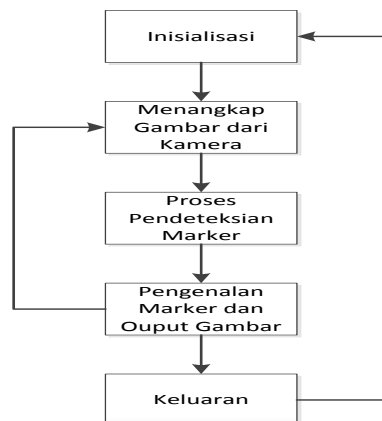 Inisialisasi
Menangkap
Gambar dari
Kamera
Proses
Pendeteksian
Marker
Pengenalan
Marker dan
Ouput Gambar
Keluaran